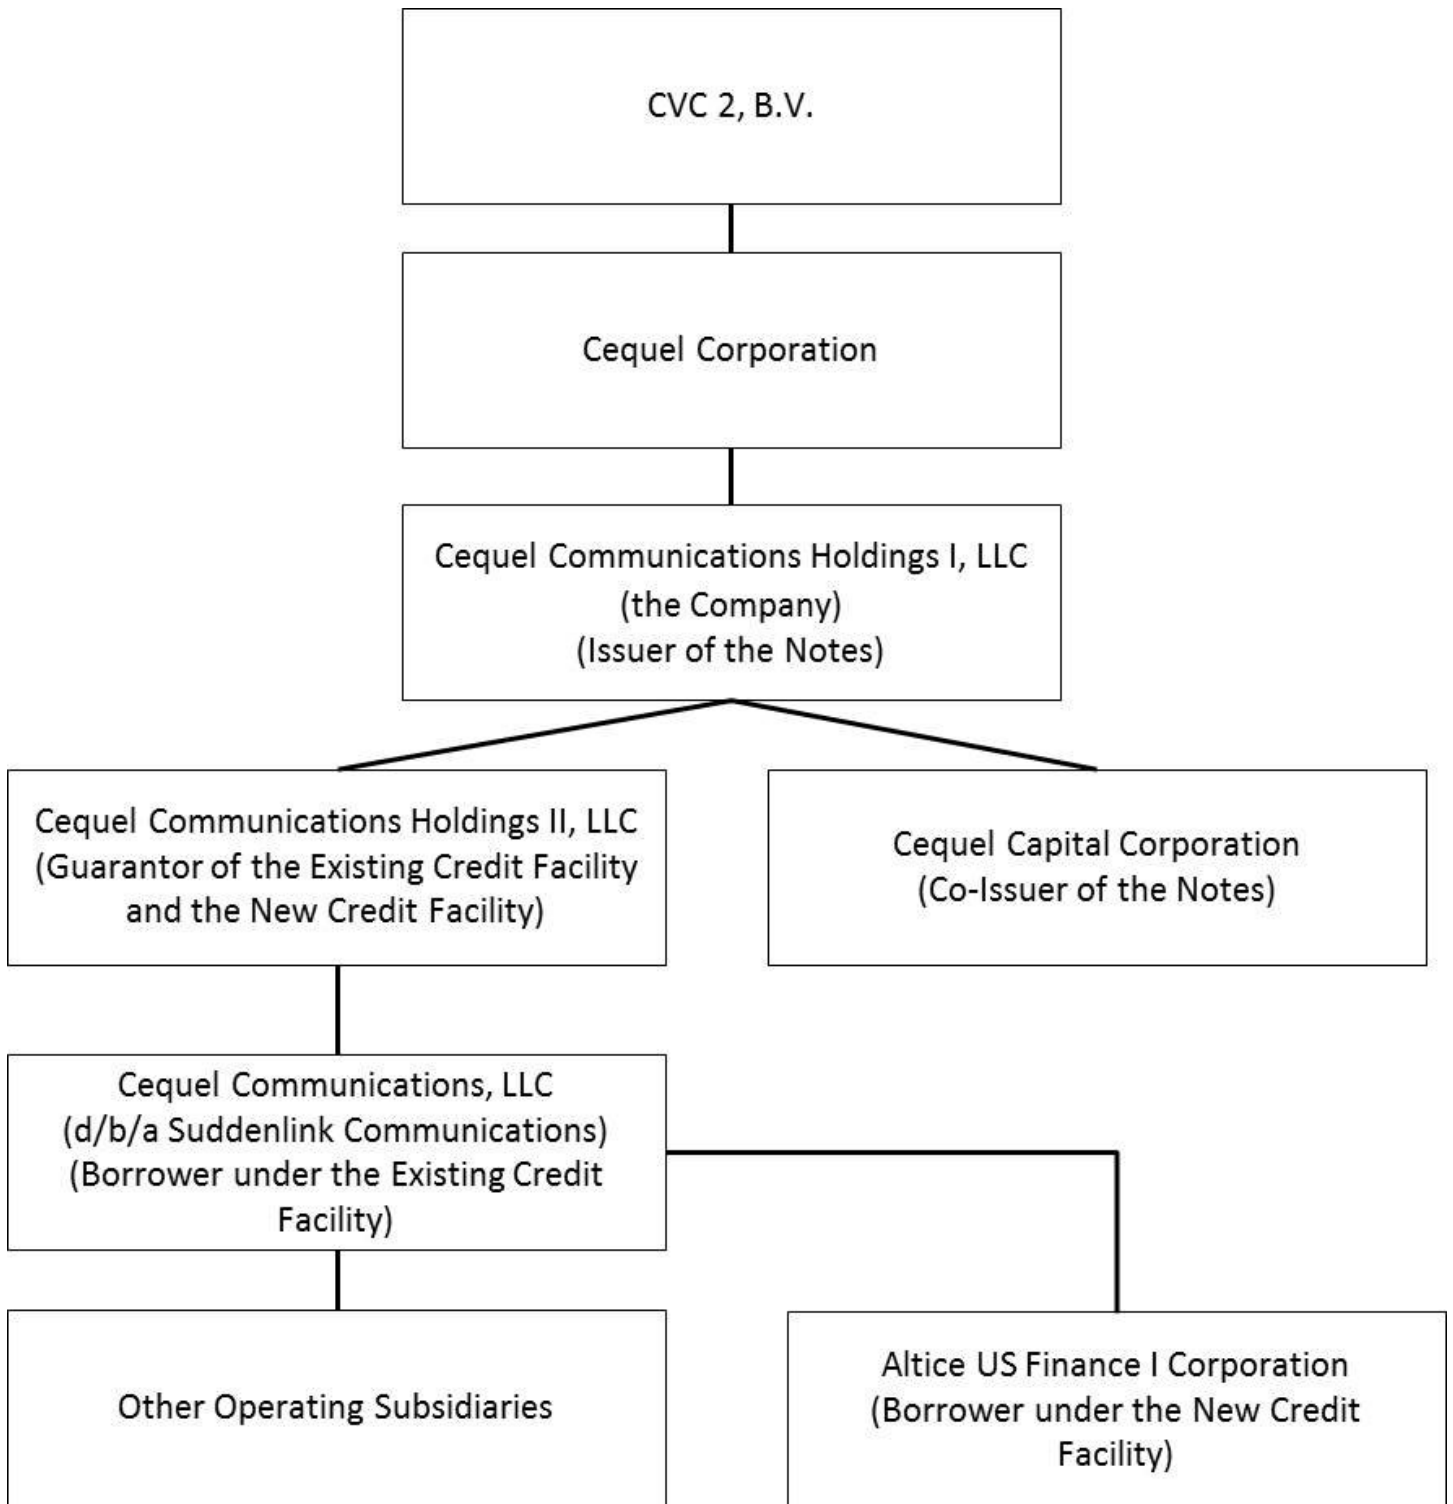 CVC 2, B.V.
Cequel Corporation
Cequel Communications Holdings I, LLC
(the Company)
(Issuer of the Notes)
Cequel Communications Holdings II, LLC
(Guarantor of the Existing Credit Facility
and the New Credit Facility)
Cequel Capital Corporation
(Co-Issuer of the Notes)
Cequel Communications, LLC
(d/b/a Suddenlink Communications)
(Borrower under the Existing Credit
Facility)
Other Operating Subsidiaries
Altice US Finance I Corporation
(Borrower under the New Credit
Facility)